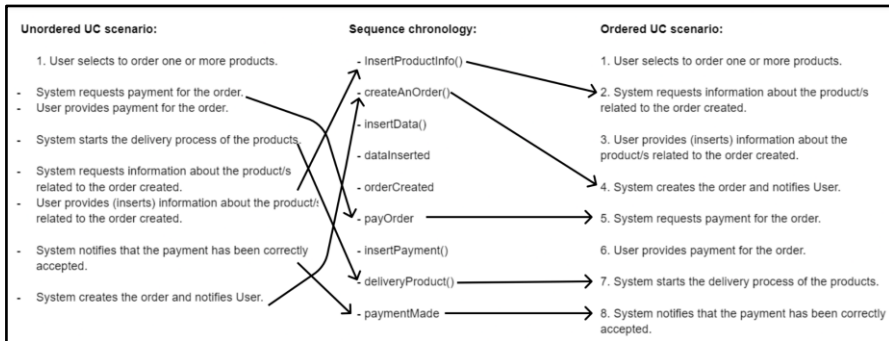 Unordered UC scenario:
1. User selects to order one or more products.
- System requests payment for the order.
- User provides payment for the order.
- System starts the delivery process of the products.
- System requests information about the product/s
related to the order created.
- User provides (inserts) information about the product/s
related to the order created.
- System notifies that the payment has been correctly
accepted.
- System creates the order and notifies User.
Sequence chronology:
- InsertProductInfo()
- createAnOrder()
- insertData()
- dataInserted
- orderCreated
- payOrder
- insertPayment()
- deliveryProduct()
- paymentMade
Ordered UC scenario:
1. User selects to order one or more products.
2. System requests information about the product/s
related to the order created.
3. User provides (inserts) information about the
product/s related to the order created.
4. System creates the order and notifies User.
5. System requests payment for the order.
6. User provides payment for the order.
7. System starts the delivery process of the products.
8. System notifies that the payment has been correctly
accepted.